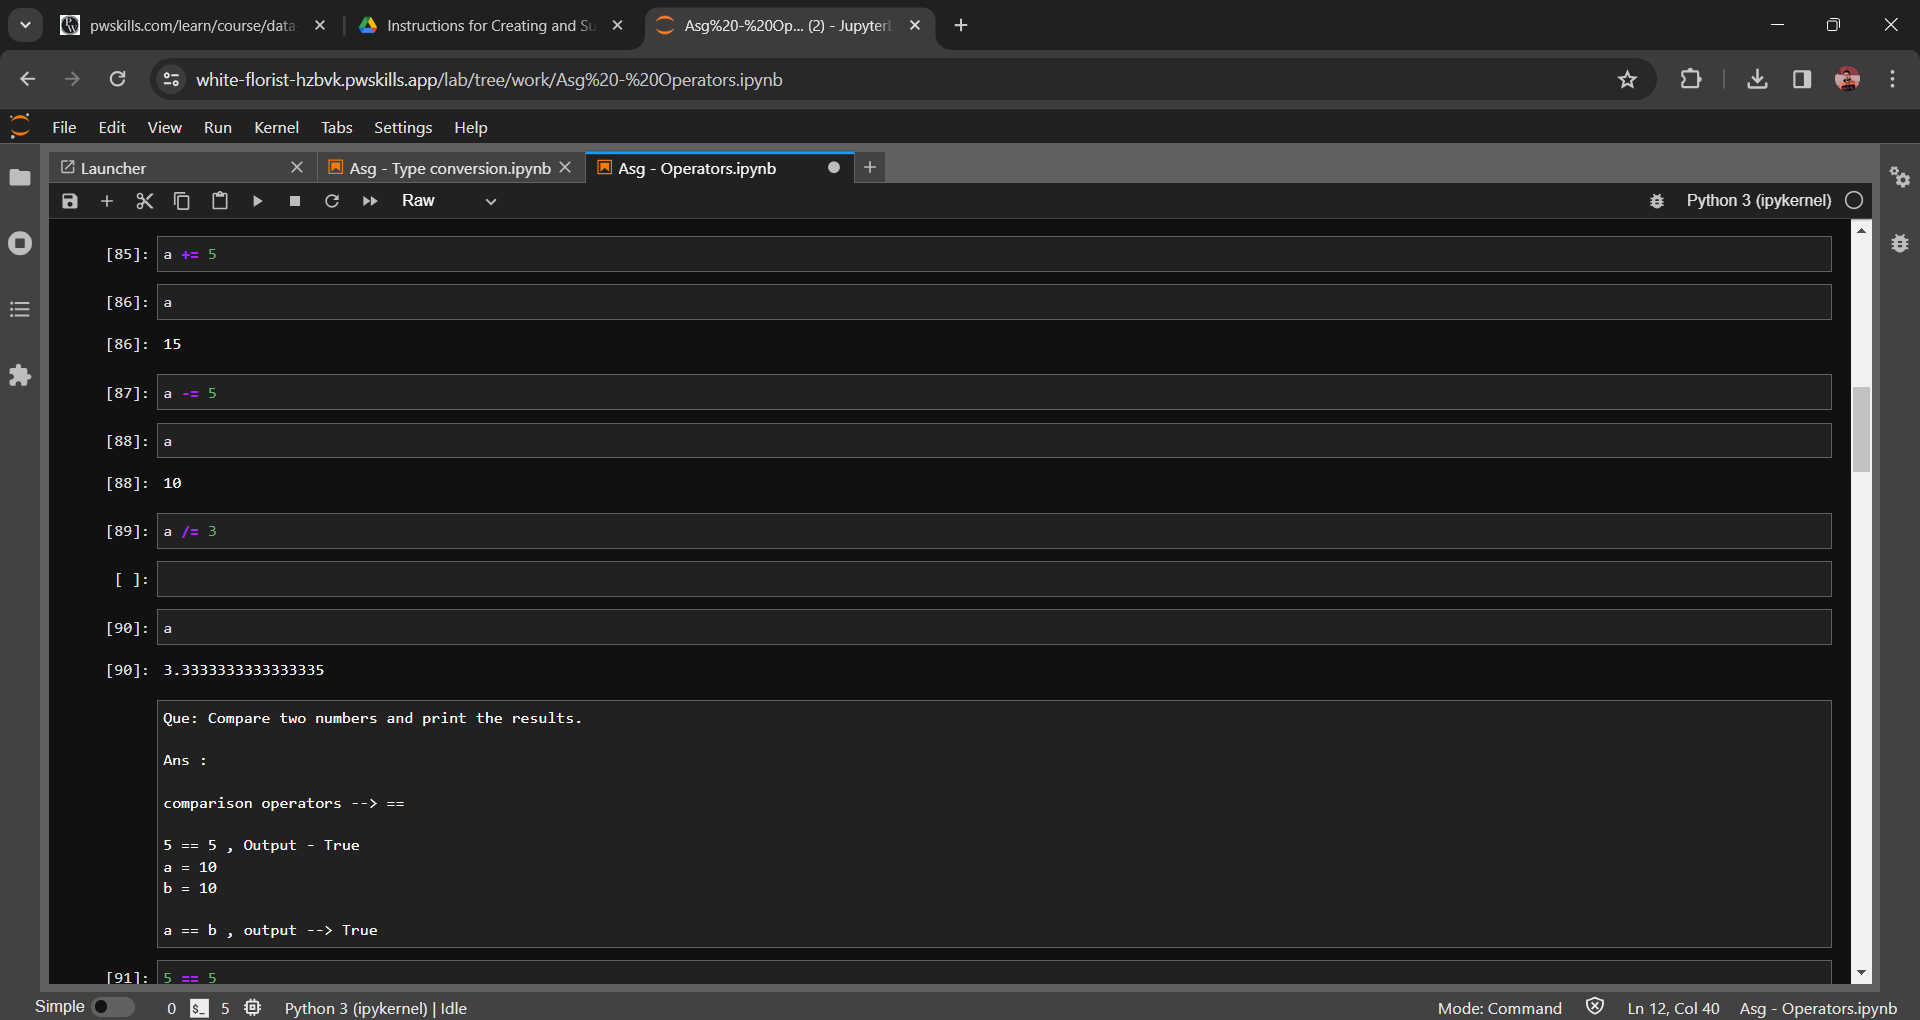 pwskills.com/learn/course/data-
Instructions for Creating and Su
Asg%20-%20Op... (2) - JupyterL
white-florist-hzbvk.pwskills.app/lab/tree/work/Asg%20-%20Operators.ipynb
File Edit View Run Kernel Tabs Settings Help
Launcher
Asg - Type conversion.ipynb
Asg - Operators.ipynb
Raw
Python 3 (ipykernel)
[85]: a += 5
[86]: a
[86]: 15
[87]: a -= 5
[88]: a
[88]: 10
[89]: a /= 3
[ ]:
[90]: a
[90]: 3.3333333333333335
Que: Compare two numbers and print the results.
Ans :
comparison operators --> ==
5 == 5 , Output - True
a = 10
b = 10
a == b , output --> True
[91]: 5 == 5
Simple 0 $_ 5 Python 3 (ipykernel) | Idle
Mode: Command Ln 12, Col 40 Asg - Operators.ipynb